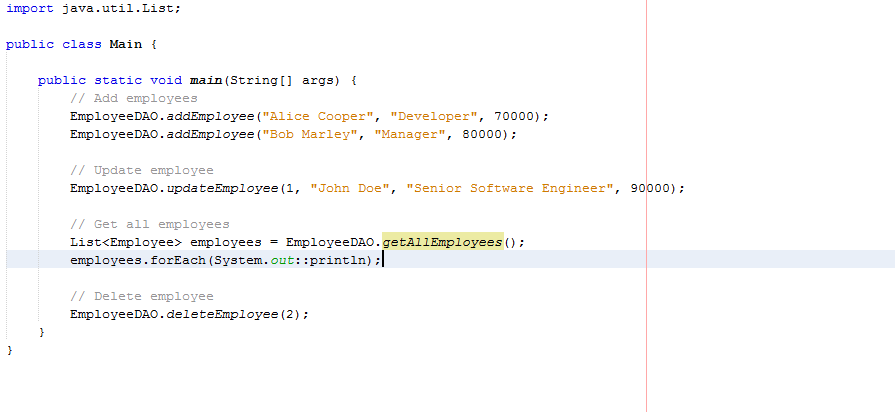 import java.util.List;
public class Main {
public static void main(String[] args) {
// Add employees
EmployeeDAO.addEmployee("Alice Cooper", "Developer", 70000);
EmployeeDAO.addEmployee("Bob Marley", "Manager", 80000);
// Update employee
EmployeeDAO.updateEmployee(1, "John Doe", "Senior Software Engineer", 90000);
// Get all employees
List<Employee> employees = EmployeeDAO.getAllEmployees();
employees.forEach(System.out::println);
// Delete employee
EmployeeDAO.deleteEmployee(2);
}
}